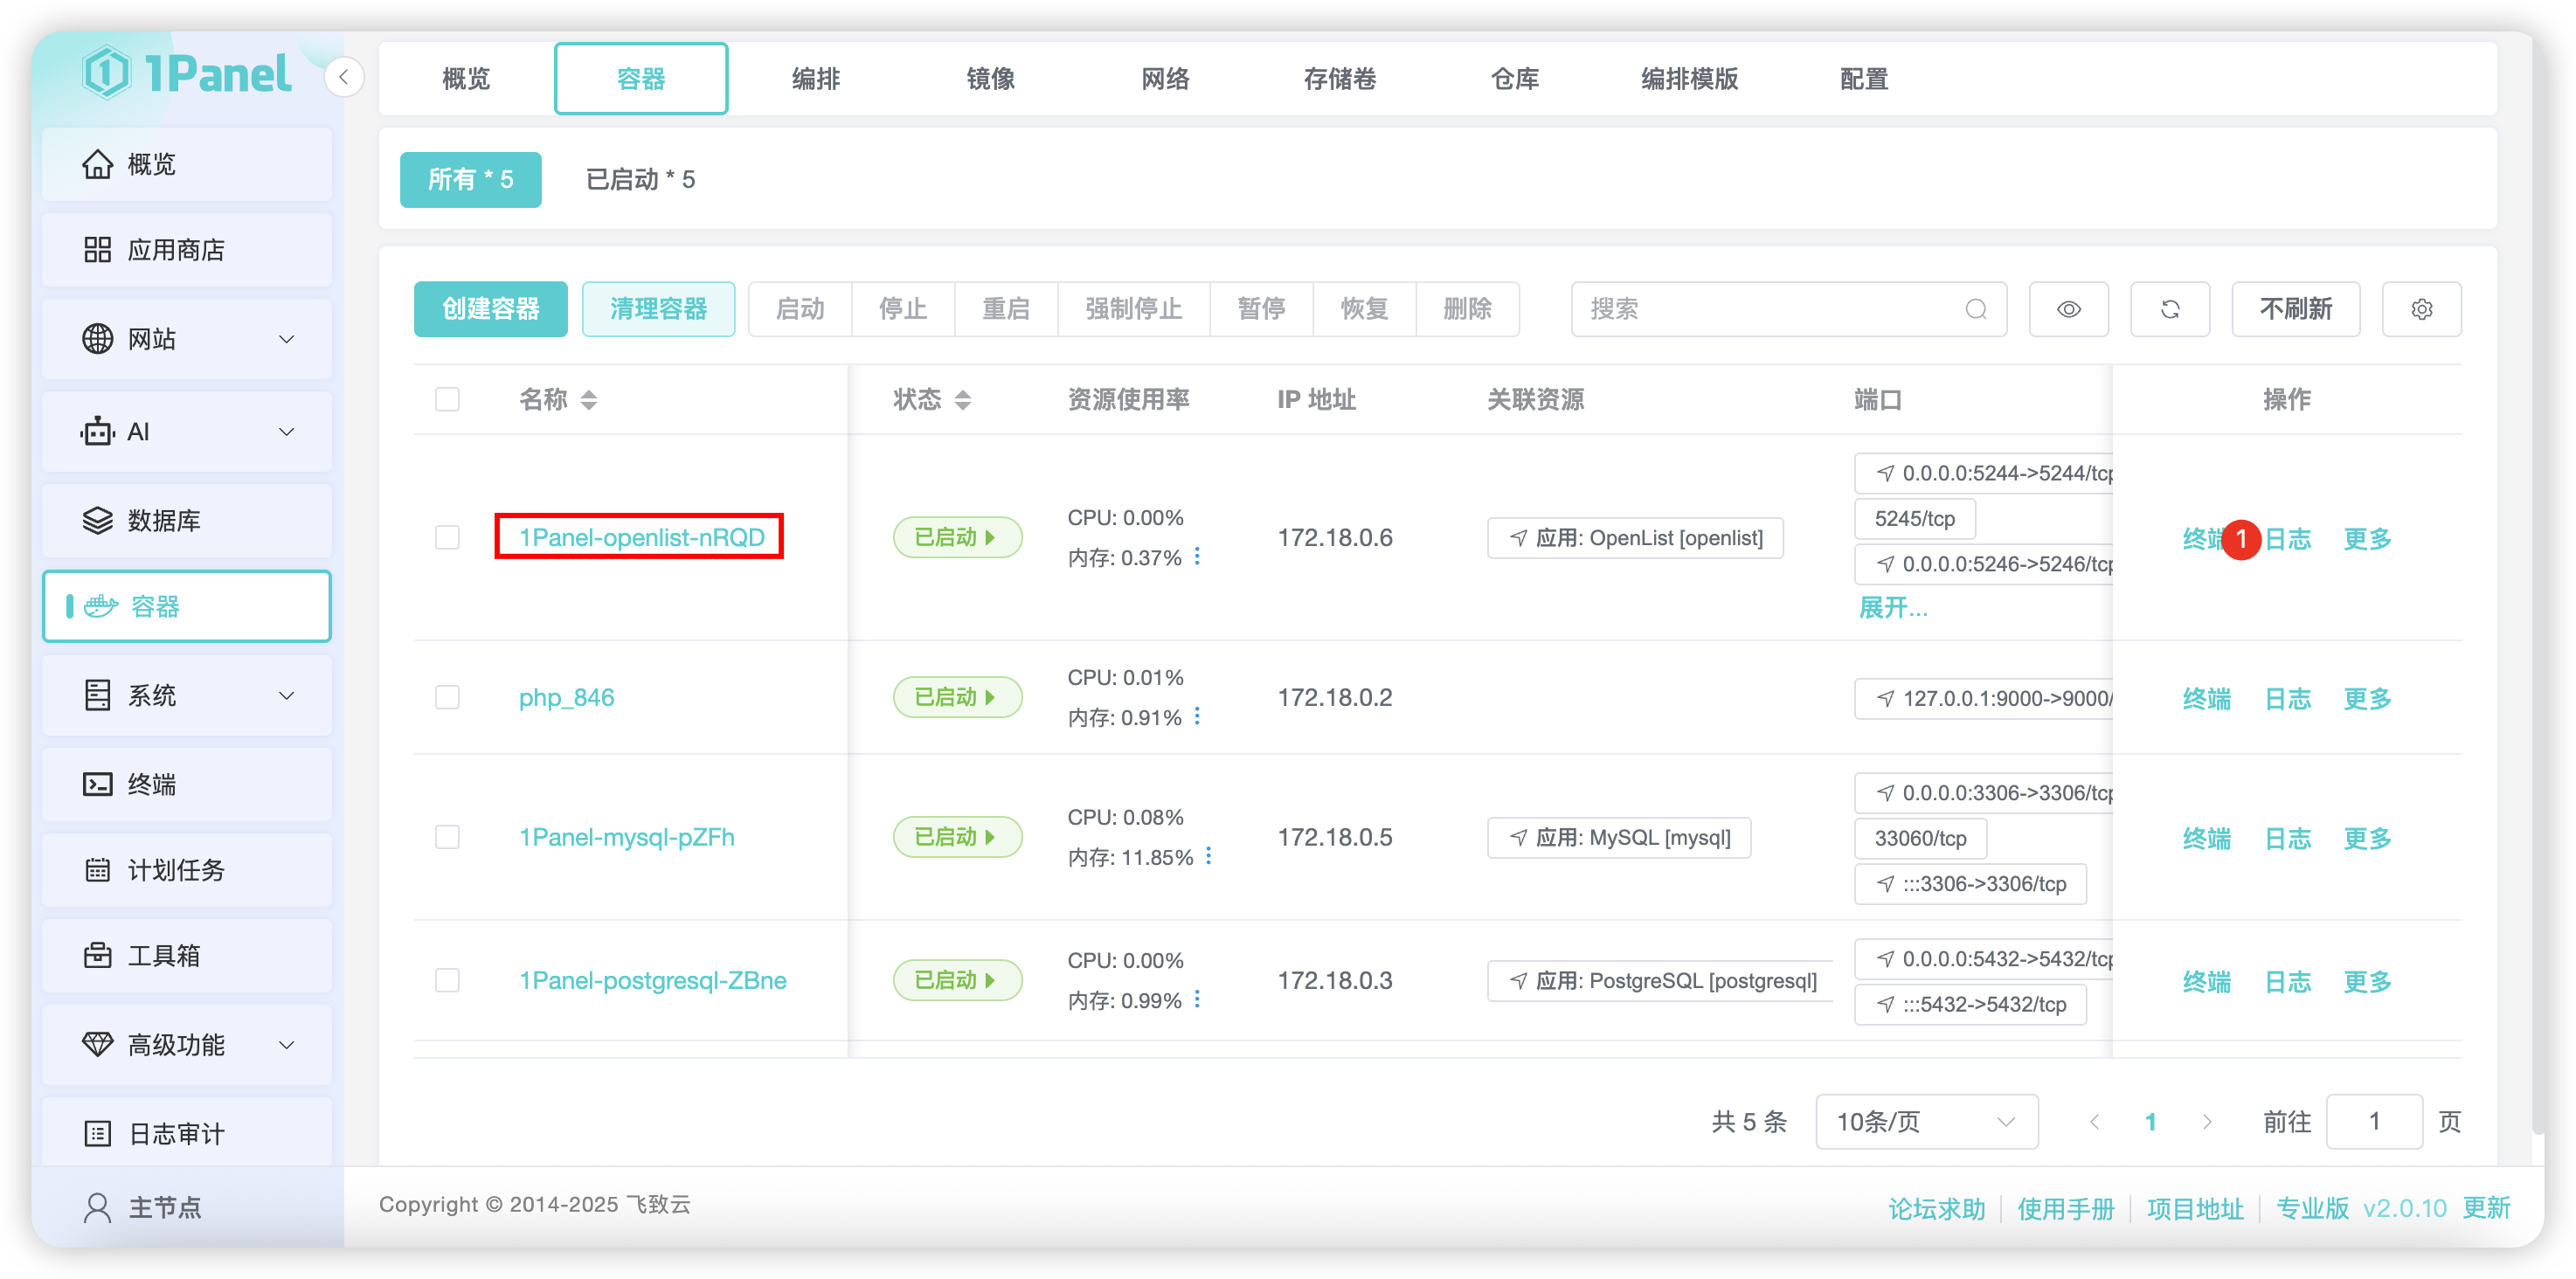 1Panel
概览
应用商店
网站
AI
数据库
容器
系统
终端
计划任务
工具箱
高级功能
日志审计
主节点
概览 容器 编排 镜像 网络 存储卷 仓库 编排模版 配置
所有 * 5 已启动 * 5
创建容器 清理容器 启动 停止 重启 强制停止 暂停 恢复 删除 搜索 不刷新
名称 状态 资源使用率 IP 地址 关联资源 端口 操作
1Panel-openlist-nRQD 已启动 CPU: 0.00% 内存: 0.37% 172.18.0.6 应用: OpenList [openlist]
0.0.0.0:5244->5244/tcp
5245/tcp
0.0.0.0:5246->5246/tcp
展开...
终端 1 日志 更多
php_846 已启动 CPU: 0.01% 内存: 0.91% 172.18.0.2
127.0.0.1:9000->9000/
终端 日志 更多
1Panel-mysql-pZFh 已启动 CPU: 0.08% 内存: 11.85% 172.18.0.5 应用: MySQL [mysql]
0.0.0.0:3306->3306/tcp
33060/tcp
:::3306->3306/tcp
终端 日志 更多
1Panel-postgresql-ZBne 已启动 CPU: 0.00% 内存: 0.99% 172.18.0.3 应用: PostgreSQL [postgresql]
0.0.0.0:5432->5432/tcp
:::5432->5432/tcp
终端 日志 更多
共 5 条 10条/页 1 前往 1 页
Copyright © 2014-2025 飞致云
论坛求助 使用手册 项目地址 专业版 v2.0.10 更新